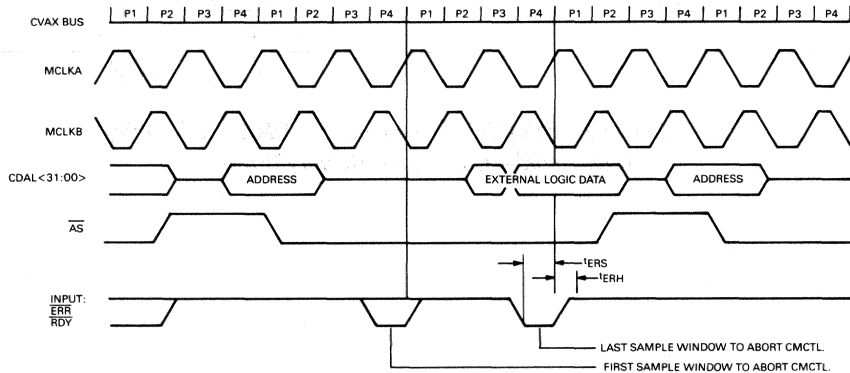 CVAX BUS P1 P2 P3 P4 P1 P2 P3 P4 P1 P2 P3 P4 P1 P2 P3 P4 P1 P2 P3 P4
MCLKA
MCLKB
CDAL<31:00> ADDRESS EXTERNAL LOGIC DATA ADDRESS
AS
tERS
tERH
INPUT:
ERR
RDY
LAST SAMPLE WINDOW TO ABORT CMCTL.
FIRST SAMPLE WINDOW TO ABORT CMCTL.